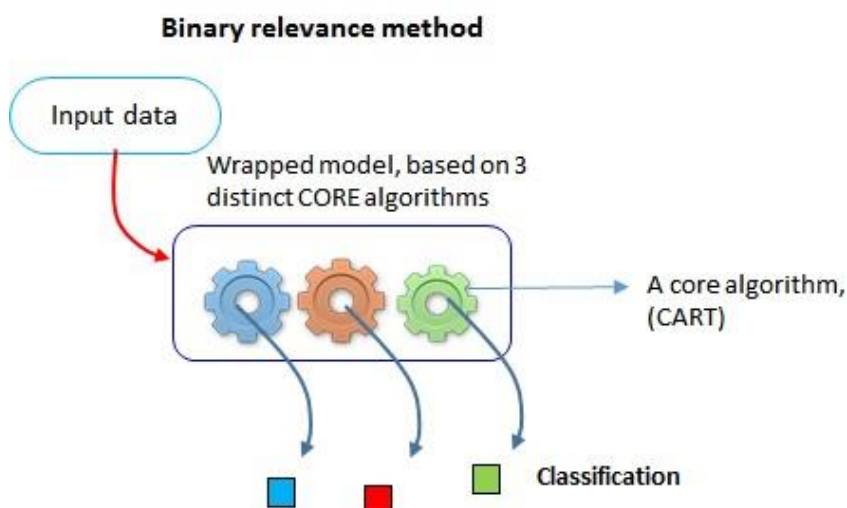 Binary relevance method
Input data
Wrapped model, based on 3
distinct CORE algorithms
A core algorithm,
(CART)
Classification